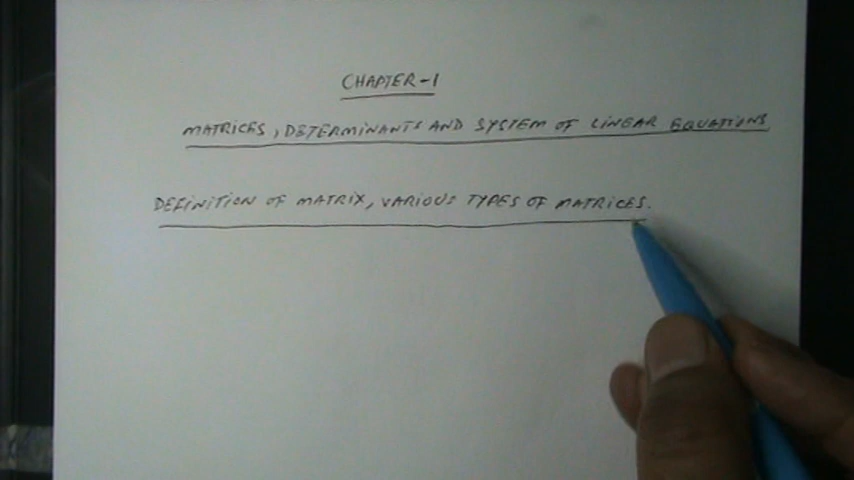 CHAPTER-1
MATRICES, DETERMINANTS AND SYSTEM OF LINEAR EQUATIONS
DEFINITION OF MATRIX, VARIOUS TYPES OF MATRICES.